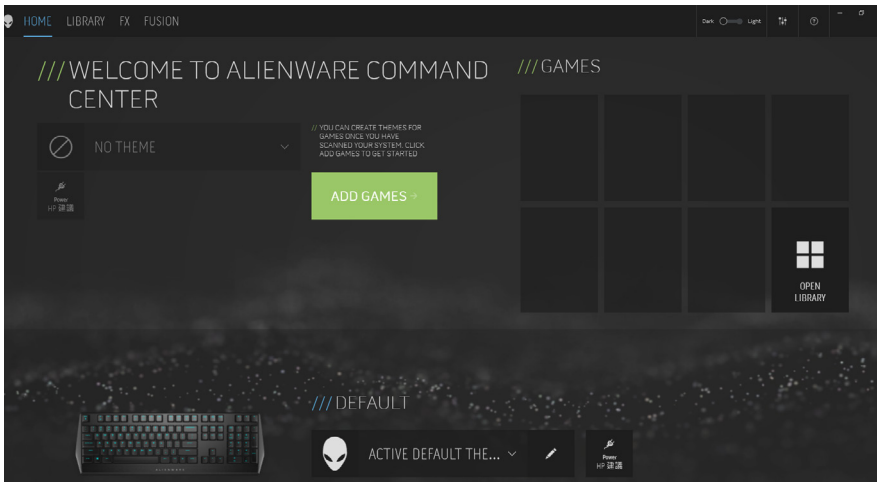 HOME LIBRARY FX FUSION
Dark Light
///WELCOME TO ALIENWARE COMMAND
CENTER
NO THEME
Power
HP 建議
// YOU CAN CREATE THEMES FOR
GAMES ONCE YOU HAVE
SCANNED YOUR SYSTEM. CLICK
ADD GAMES TO GET STARTED
ADD GAMES
///GAMES
OPEN
LIBRARY
///DEFAULT
ALIENWARE
ACTIVE DEFAULT THE...
Power
HP 建議